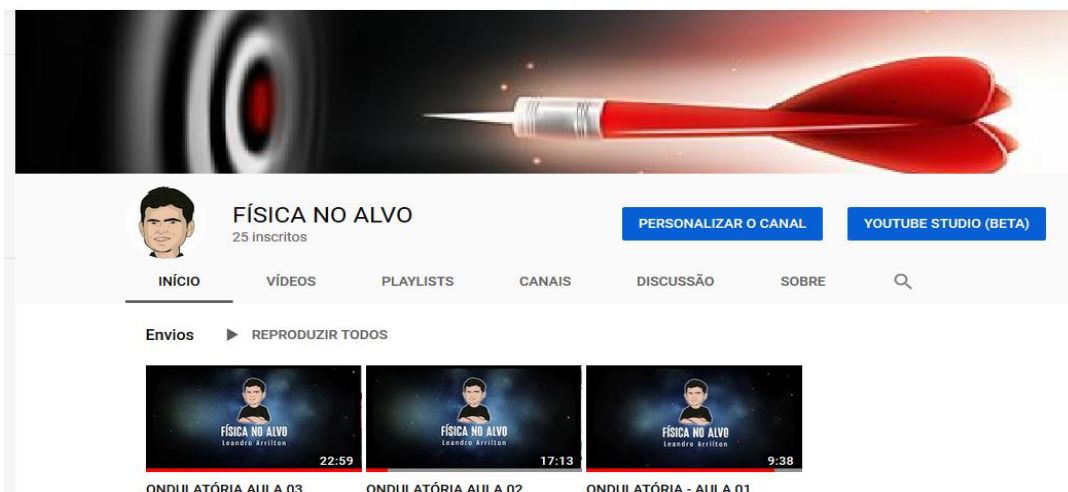 FÍSICA NO ALVO
25 inscritos
PERSONALIZAR O CANAL
YOUTUBE STUDIO (BETA)
INÍCIO VÍDEOS PLAYLISTS CANAIS DISCUSSÃO SOBRE
Envios REPRODUZIR TODOS
FÍSICA NO ALVO
Leandro Arrilton
22:59
FÍSICA NO ALVO
Leandro Arrilton
17:13
FÍSICA NO ALVO
Leandro Arrilton
9:38
ONDULATÓRIA AULA 03 ONDULATÓRIA AULA 02 ONDULATÓRIA - AULA 01